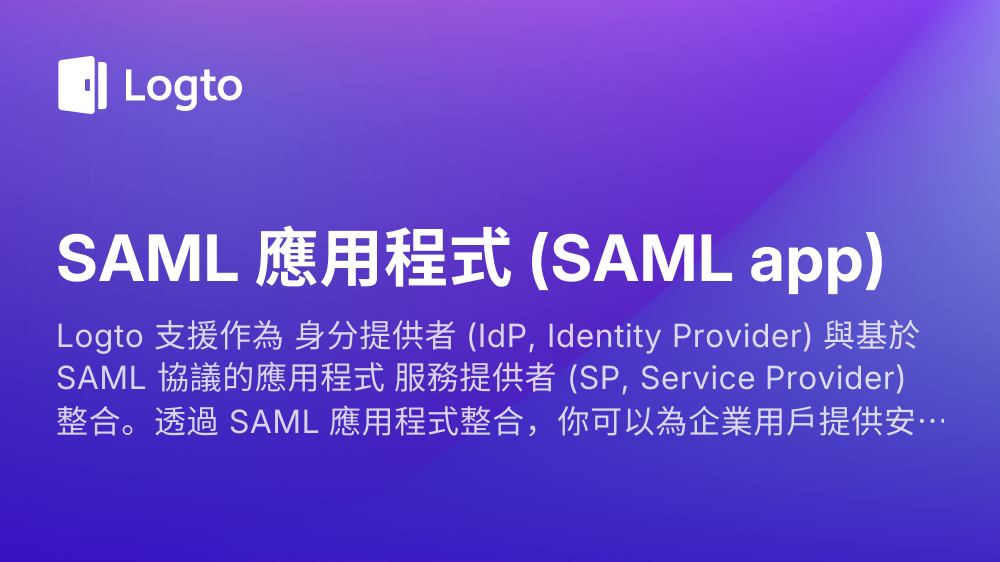 Logto
SAML 應用程式 (SAML app)
Logto 支援作為 身分提供者 (IdP, Identity Provider) 與基於
SAML 協議的應用程式 服務提供者 (SP, Service Provider)
整合。透過 SAML 應用程式整合，你可以為企業用戶提供安…